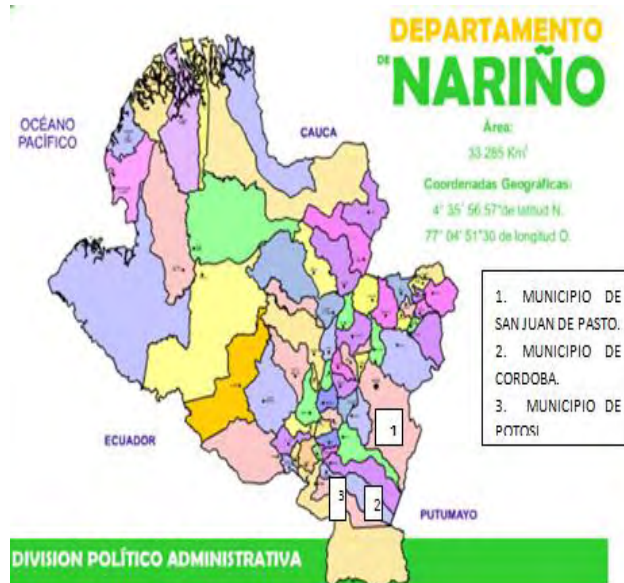 DEPARTAMENTO
DE NARIÑO
Área:
33 285 Km²
Coordenadas Geográficas:
4° 35' 56.57"de latitud N.
77° 04' 51"30 de longitud O.
OCÉANO
PACÍFICO
CAUCA
1. MUNICIPIO DE
SAN JUAN DE PASTO.
2. MUNICIPIO DE
CORDOBA.
3. MUNICIPIO DE
POTOSI
ECUADOR
1
3
2
PUTUMAYO
DIVISION POLÍTICO ADMINISTRATIVA